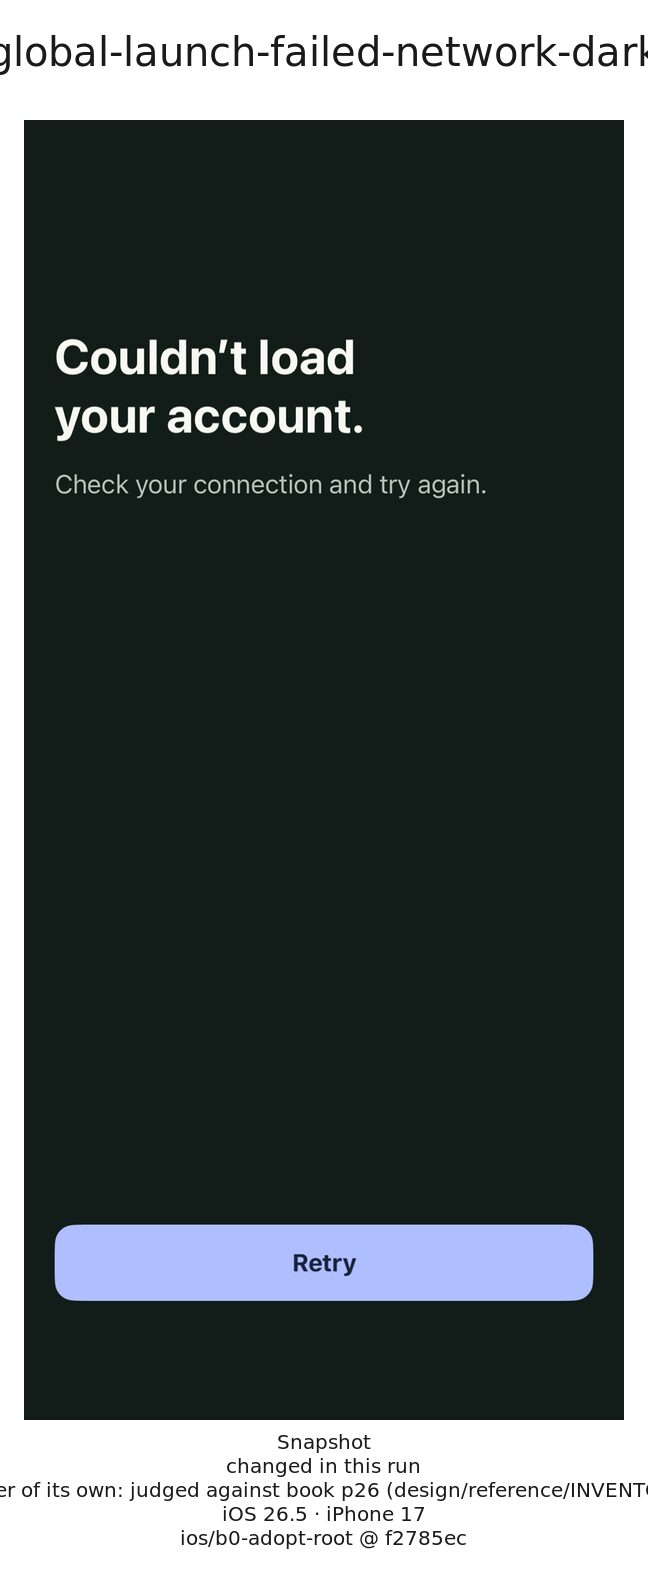 global-launch-failed-network-dark
Couldn’t load
your account.
Check your connection and try again.
Retry
Snapshot
changed in this run
of its own: judged against book p26 (design/reference/
iOS 26.5 · iPhone 17
ios/b0-adopt-root @ f2785ec